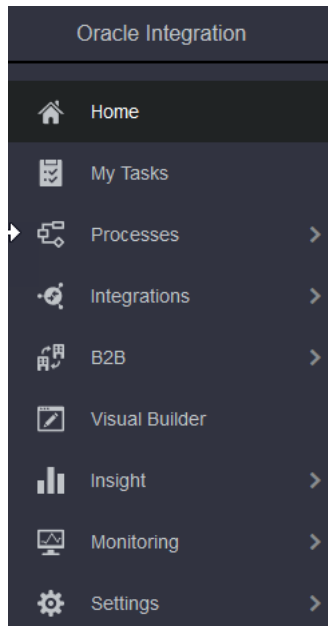 Oracle Integration
Home
My Tasks
Processes
Integrations
B2B
Visual Builder
Insight
Monitoring
Settings